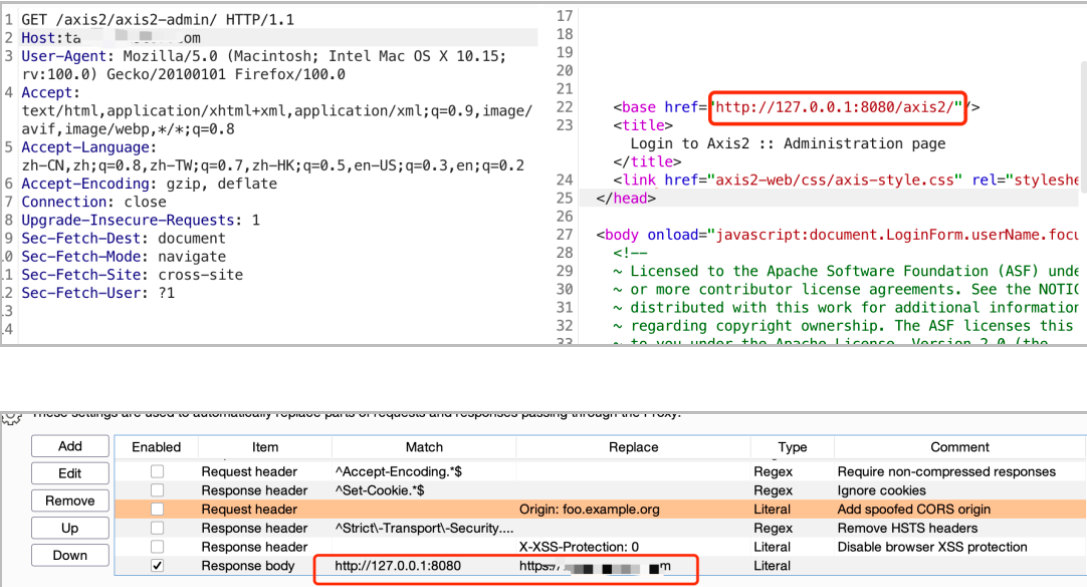 1 GET /axis2/axis2-admin/ HTTP/1.1
2 Host:ta om
3 User-Agent: Mozilla/5.0 (Macintosh; Intel Mac OS X 10.15;
rv:100.0) Gecko/20100101 Firefox/100.0
4 Accept:
text/html,application/xhtml+xml,application/xml;q=0.9,image/
avif,image/webp,*/*;q=0.8
5 Accept-Language:
zh-CN,zh;q=0.8,zh-TW;q=0.7,zh-HK;q=0.5,en-US;q=0.3,en;q=0.2
6 Accept-Encoding: gzip, deflate
7 Connection: close
8 Upgrade-Insecure-Requests: 1
9 Sec-Fetch-Dest: document
.0 Sec-Fetch-Mode: navigate
.1 Sec-Fetch-Site: cross-site
.2 Sec-Fetch-User: ?1
.3
.4
17
18
19
20
21
22 <base href="http://127.0.0.1:8080/axis2/"/>
23 <title>
Login to Axis2 :: Administration page
</title>
24 <link href="axis2-web/css/axis-style.css" rel="styleshe
25 </head>
26
27 <body onload="javascript:document.LoginForm.userName.focu
28 <!--
29 ~ Licensed to the Apache Software Foundation (ASF) unde
30 ~ or more contributor license agreements. See the NOTIC
31 ~ distributed with this work for additional information
32 ~ regarding copyright ownership. The ASF licenses this
33 ~ to you under the Apache License, Version 2.0 (the
These settings are used to automatically replace parts of requests and responses passing through the Proxy.
Add
Edit
Remove
Up
Down
Enabled Item Match Replace Type Comment
Request header ^Accept-Encoding.*$ Regex Require non-compressed responses
Response header ^Set-Cookie.*$ Regex Ignore cookies
Request header Origin: foo.example.org Literal Add spoofed CORS origin
Response header ^Strict\-Transport\-Security.... Regex Remove HSTS headers
Response header X-XSS-Protection: 0 Literal Disable browser XSS protection
Response body http://127.0.0.1:8080 https:/ m Literal